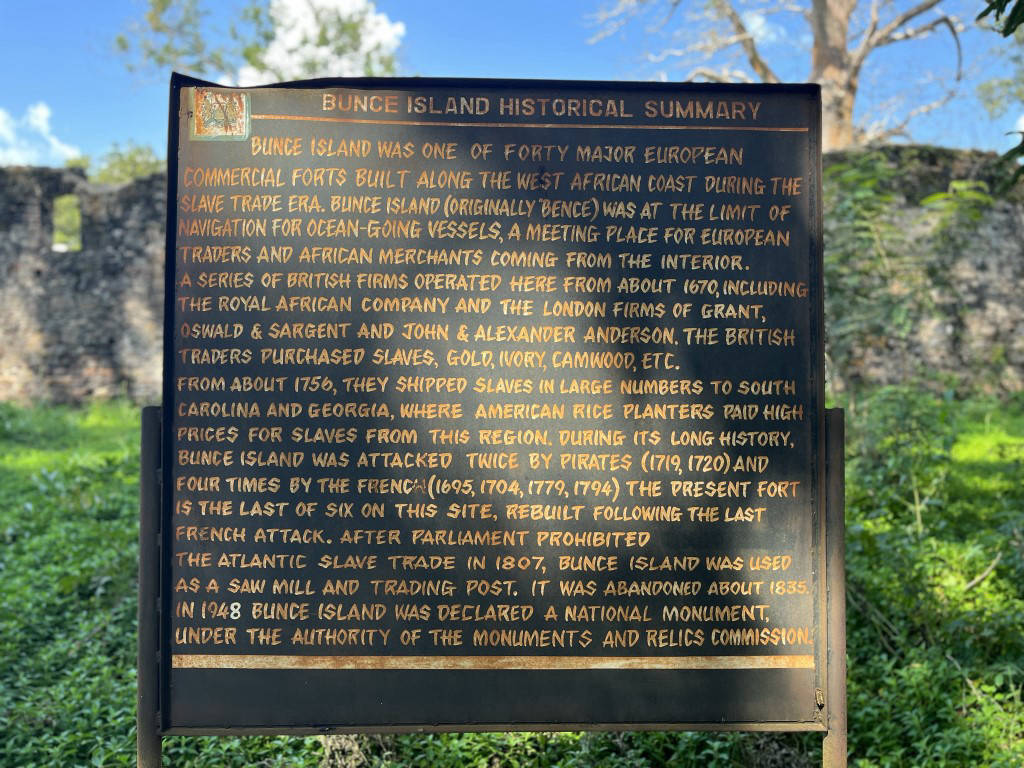 BUNCE ISLAND HISTORICAL SUMMARY
BUNCE ISLAND WAS ONE OF FORTY MAJOR EUROPEAN
COMMERCIAL FORTS BUILT ALONG THE WEST AFRICAN COAST DURING THE
SLAVE TRADE ERA. BUNCE ISLAND (ORIGINALLY BENCE) WAS AT THE LIMIT OF
NAVIGATION FOR OCEAN-GOING VESSELS, A MEETING PLACE FOR EUROPEAN
TRADERS AND AFRICAN MERCHANTS COMING FROM THE INTERIOR.
A SERIES OF BRITISH FIRMS OPERATED HERE FROM ABOUT 1670, INCLUDING
THE ROYAL AFRICAN COMPANY AND THE LONDON FIRMS OF GRANT,
OSWALD & SARGENT AND JOHN & ALEXANDER ANDERSON. THE BRITISH
TRADERS PURCHASED SLAVES, GOLD, IVORY, CAMWOOD, ETC.
FROM ABOUT 1756, THEY SHIPPED SLAVES IN LARGE NUMBERS TO SOUTH
CAROLINA AND GEORGIA, WHERE AMERICAN RICE PLANTERS PAID HIGH
PRICES FOR SLAVES FROM THIS REGION. DURING ITS LONG HISTORY,
BUNCE ISLAND WAS ATTACKED TWICE BY PIRATES (1719, 1720) AND
FOUR TIMES BY THE FRENCH (1695, 1704, 1779, 1794) THE PRESENT FORT
IS THE LAST OF SIX ON THIS SITE, REBUILT FOLLOWING THE LAST
FRENCH ATTACK. AFTER PARLIAMENT PROHIBITED
THE ATLANTIC SLAVE TRADE IN 1807, BUNCE ISLAND WAS USED
AS A SAW MILL AND TRADING POST. IT WAS ABANDONED ABOUT 1835.
IN 1948 BUNCE ISLAND WAS DECLARED A NATIONAL MONUMENT,
UNDER THE AUTHORITY OF THE MONUMENTS AND RELICS COMMISSION.